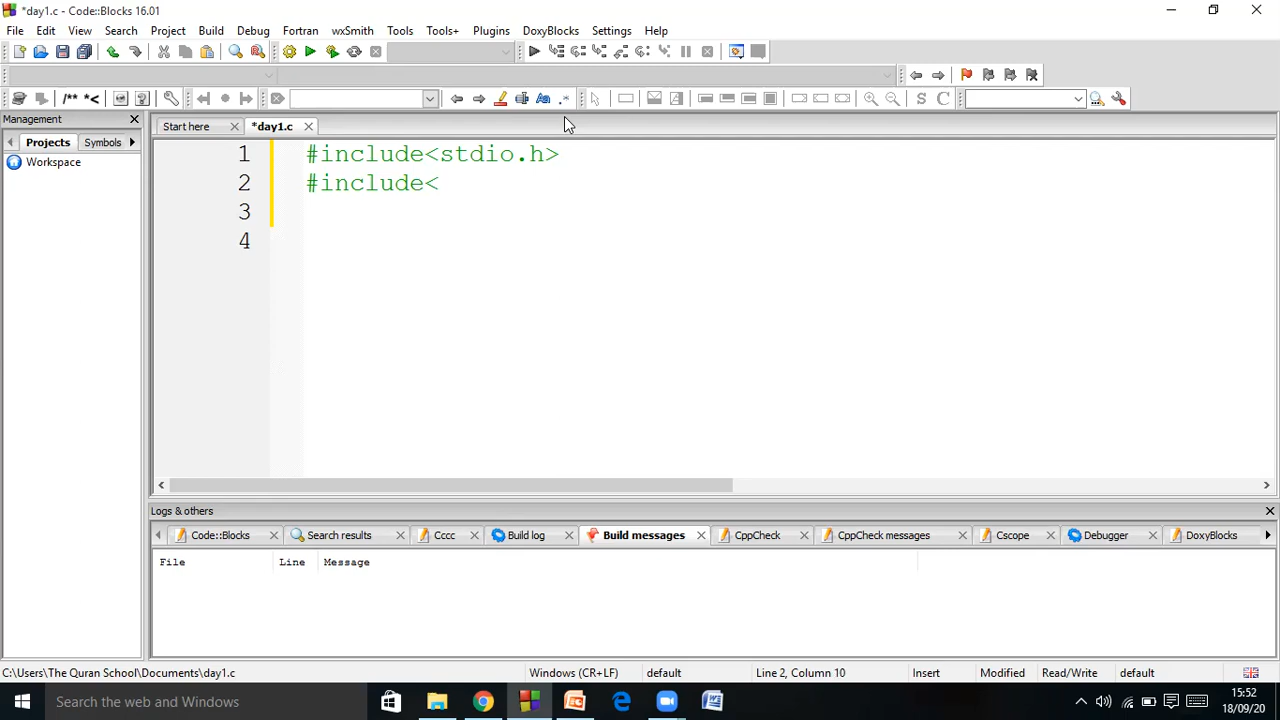 *day1.c - Code::Blocks 16.01
File Edit View Search Project Build Debug Fortran wxSmith Tools Tools+ Plugins DoxyBlocks Settings Help
/** *<
S C
Management
Projects Symbols
Workspace
Start here *day1.c
1 #include<stdio.h>
2 #include<
3
4
Logs & others
Code::Blocks Search results Cccc Build log Build messages CppCheck CppCheck messages Cscope Debugger DoxyBlocks
File Line Message
C:\Users\The Quran School\Documents\day1.c Windows (CR+LF) default Line 2, Column 10 Insert Modified Read/Write default
Search the web and Windows
15:52
18/09/20